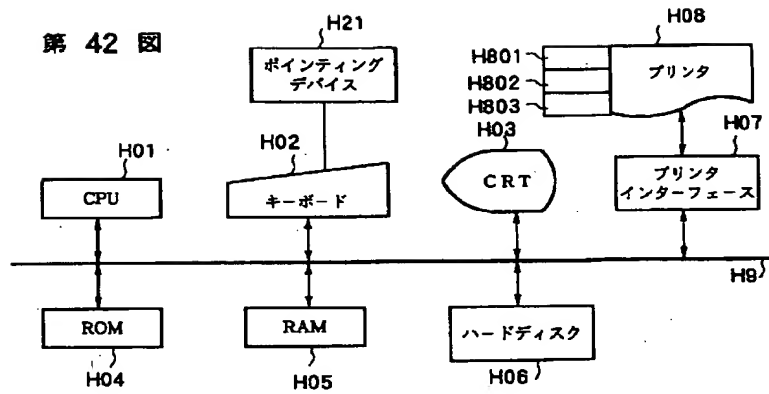 第 42 図
H21
ポインティング
デバイス
H08
H801
H802
H803
プリンタ
H01
CPU
H02
キーボード
H03
CRT
H07
プリンタ
インターフェース
H9
ROM
H04
RAM
H05
ハードディスク
H06